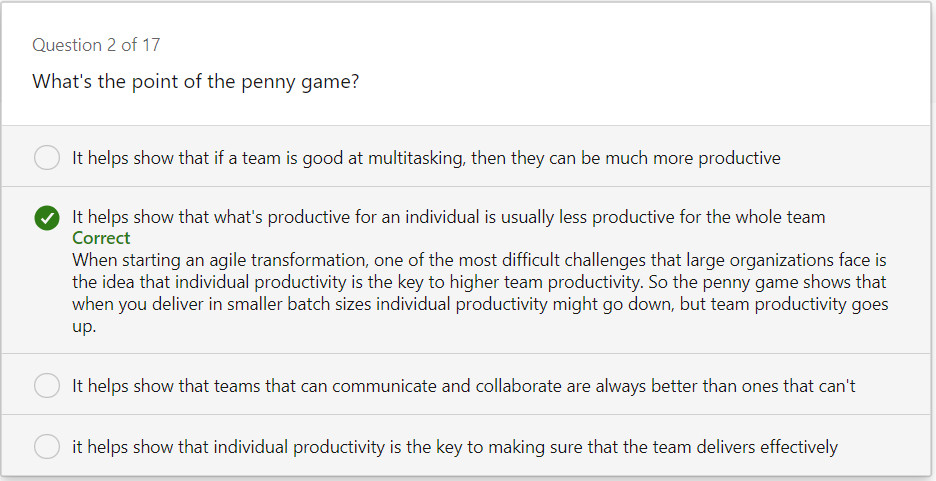 Question 2 of 17
What's the point of the penny game?
It helps show that if a team is good at multitasking, then they can be much more productive
It helps show that what's productive for an individual is usually less productive for the whole team
Correct
When starting an agile transformation, one of the most difficult challenges that large organizations face is
the idea that individual productivity is the key to higher team productivity. So the penny game shows that
when you deliver in smaller batch sizes individual productivity might go down, but team productivity goes
up.
It helps show that teams that can communicate and collaborate are always better than ones that can't
it helps show that individual productivity is the key to making sure that the team delivers effectively